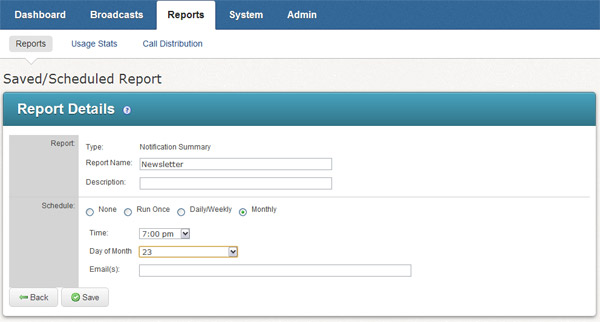 Dashboard Broadcasts Reports System Admin
Reports Usage Stats Call Distribution
Saved/Scheduled Report
Report Details ?
Report: Type: Notification Summary
Report Name: Newsletter
Description:
Schedule: None Run Once Daily/Weekly Monthly
Time: 7:00 pm
Day of Month 23
Email(s):
Back Save